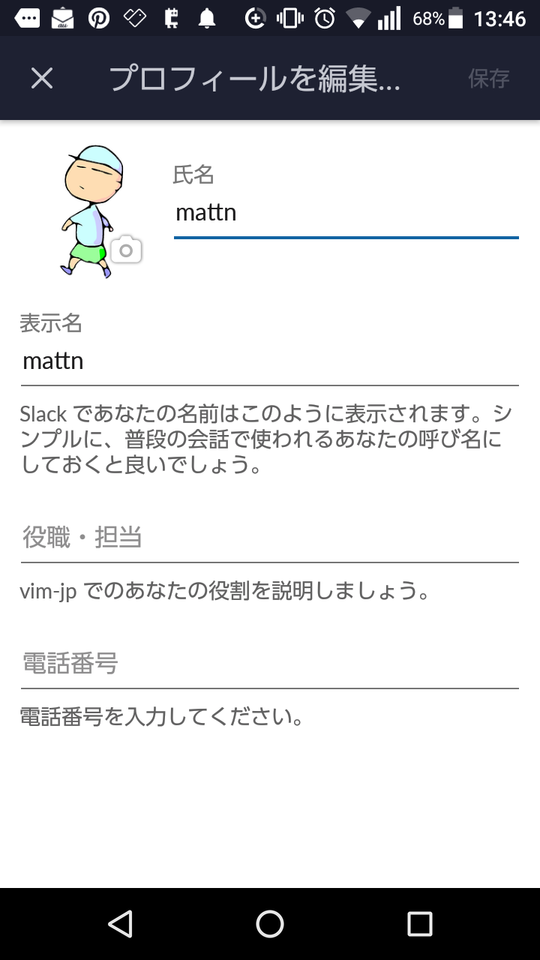 68% 13:46
プロフィールを編集... 保存
氏名
mattn
表示名
mattn
Slack であなたの名前はこのように表示されます。シ
ンプルに、普段の会話で使われるあなたの呼び名に
しておくと良いでしょう。
役職・担当
vim-jp でのあなたの役割を説明しましょう。
電話番号
電話番号を入力してください。